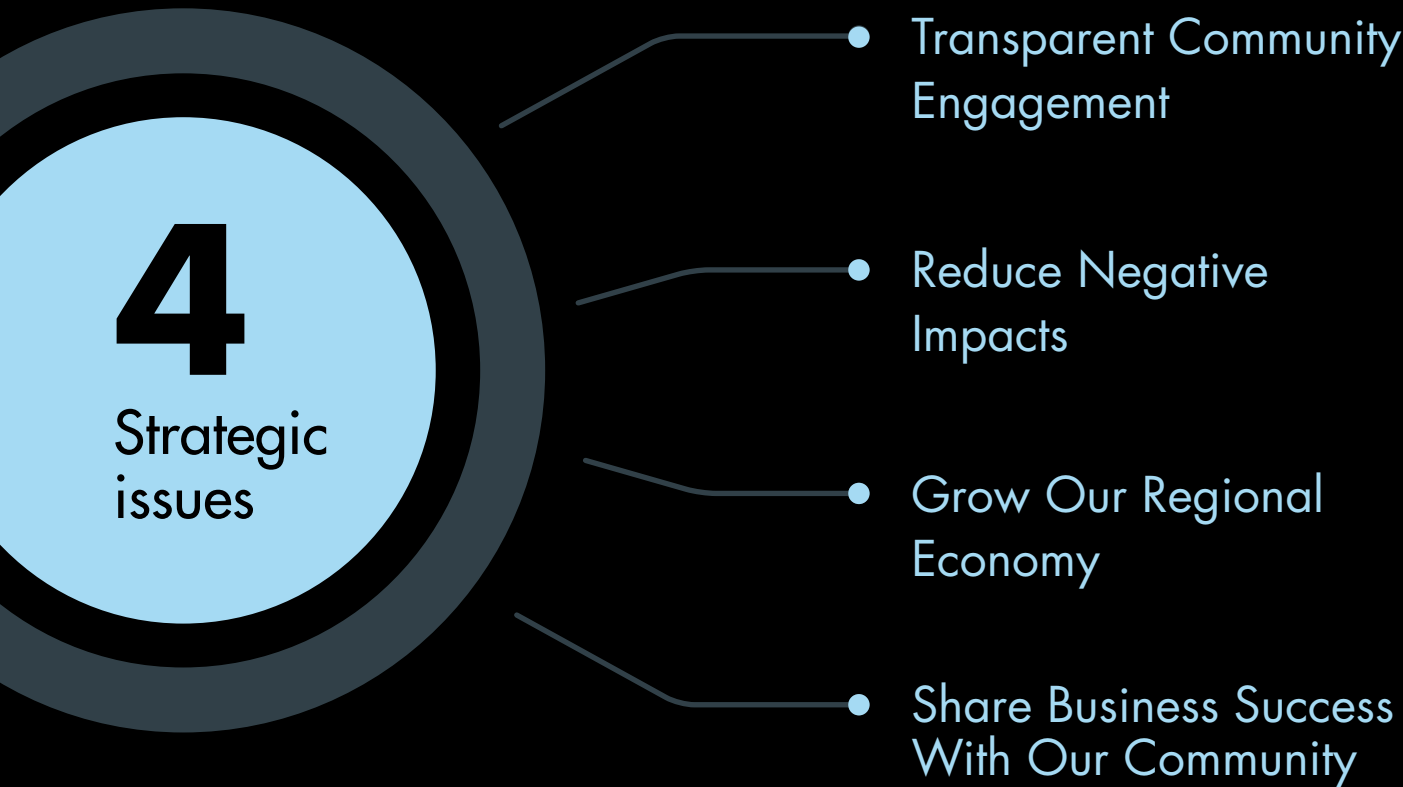 4
Strategic
issues
Transparent Community
Engagement
Reduce Negative
Impacts
Grow Our Regional
Economy
Share Business Success
With Our Community